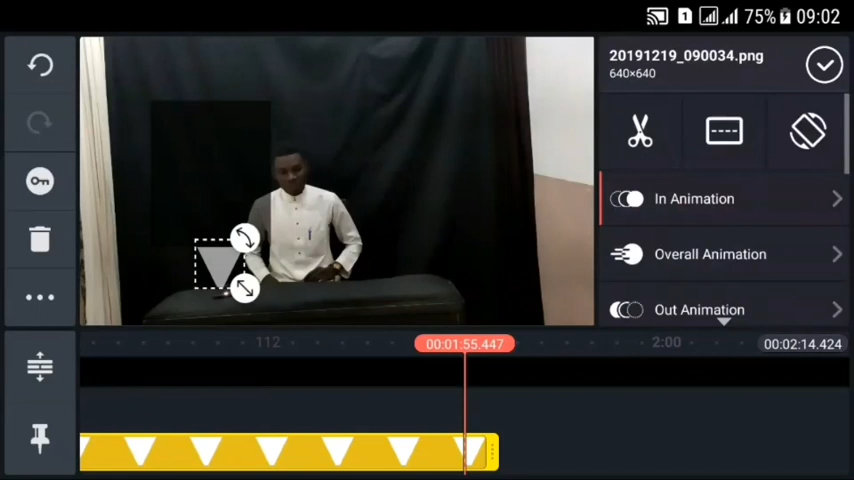 1 75% 09:02
20191219_090034.png
640×640
In Animation
Overall Animation
Out Animation
112
00:01:55.447
2:00
00:02:14.424